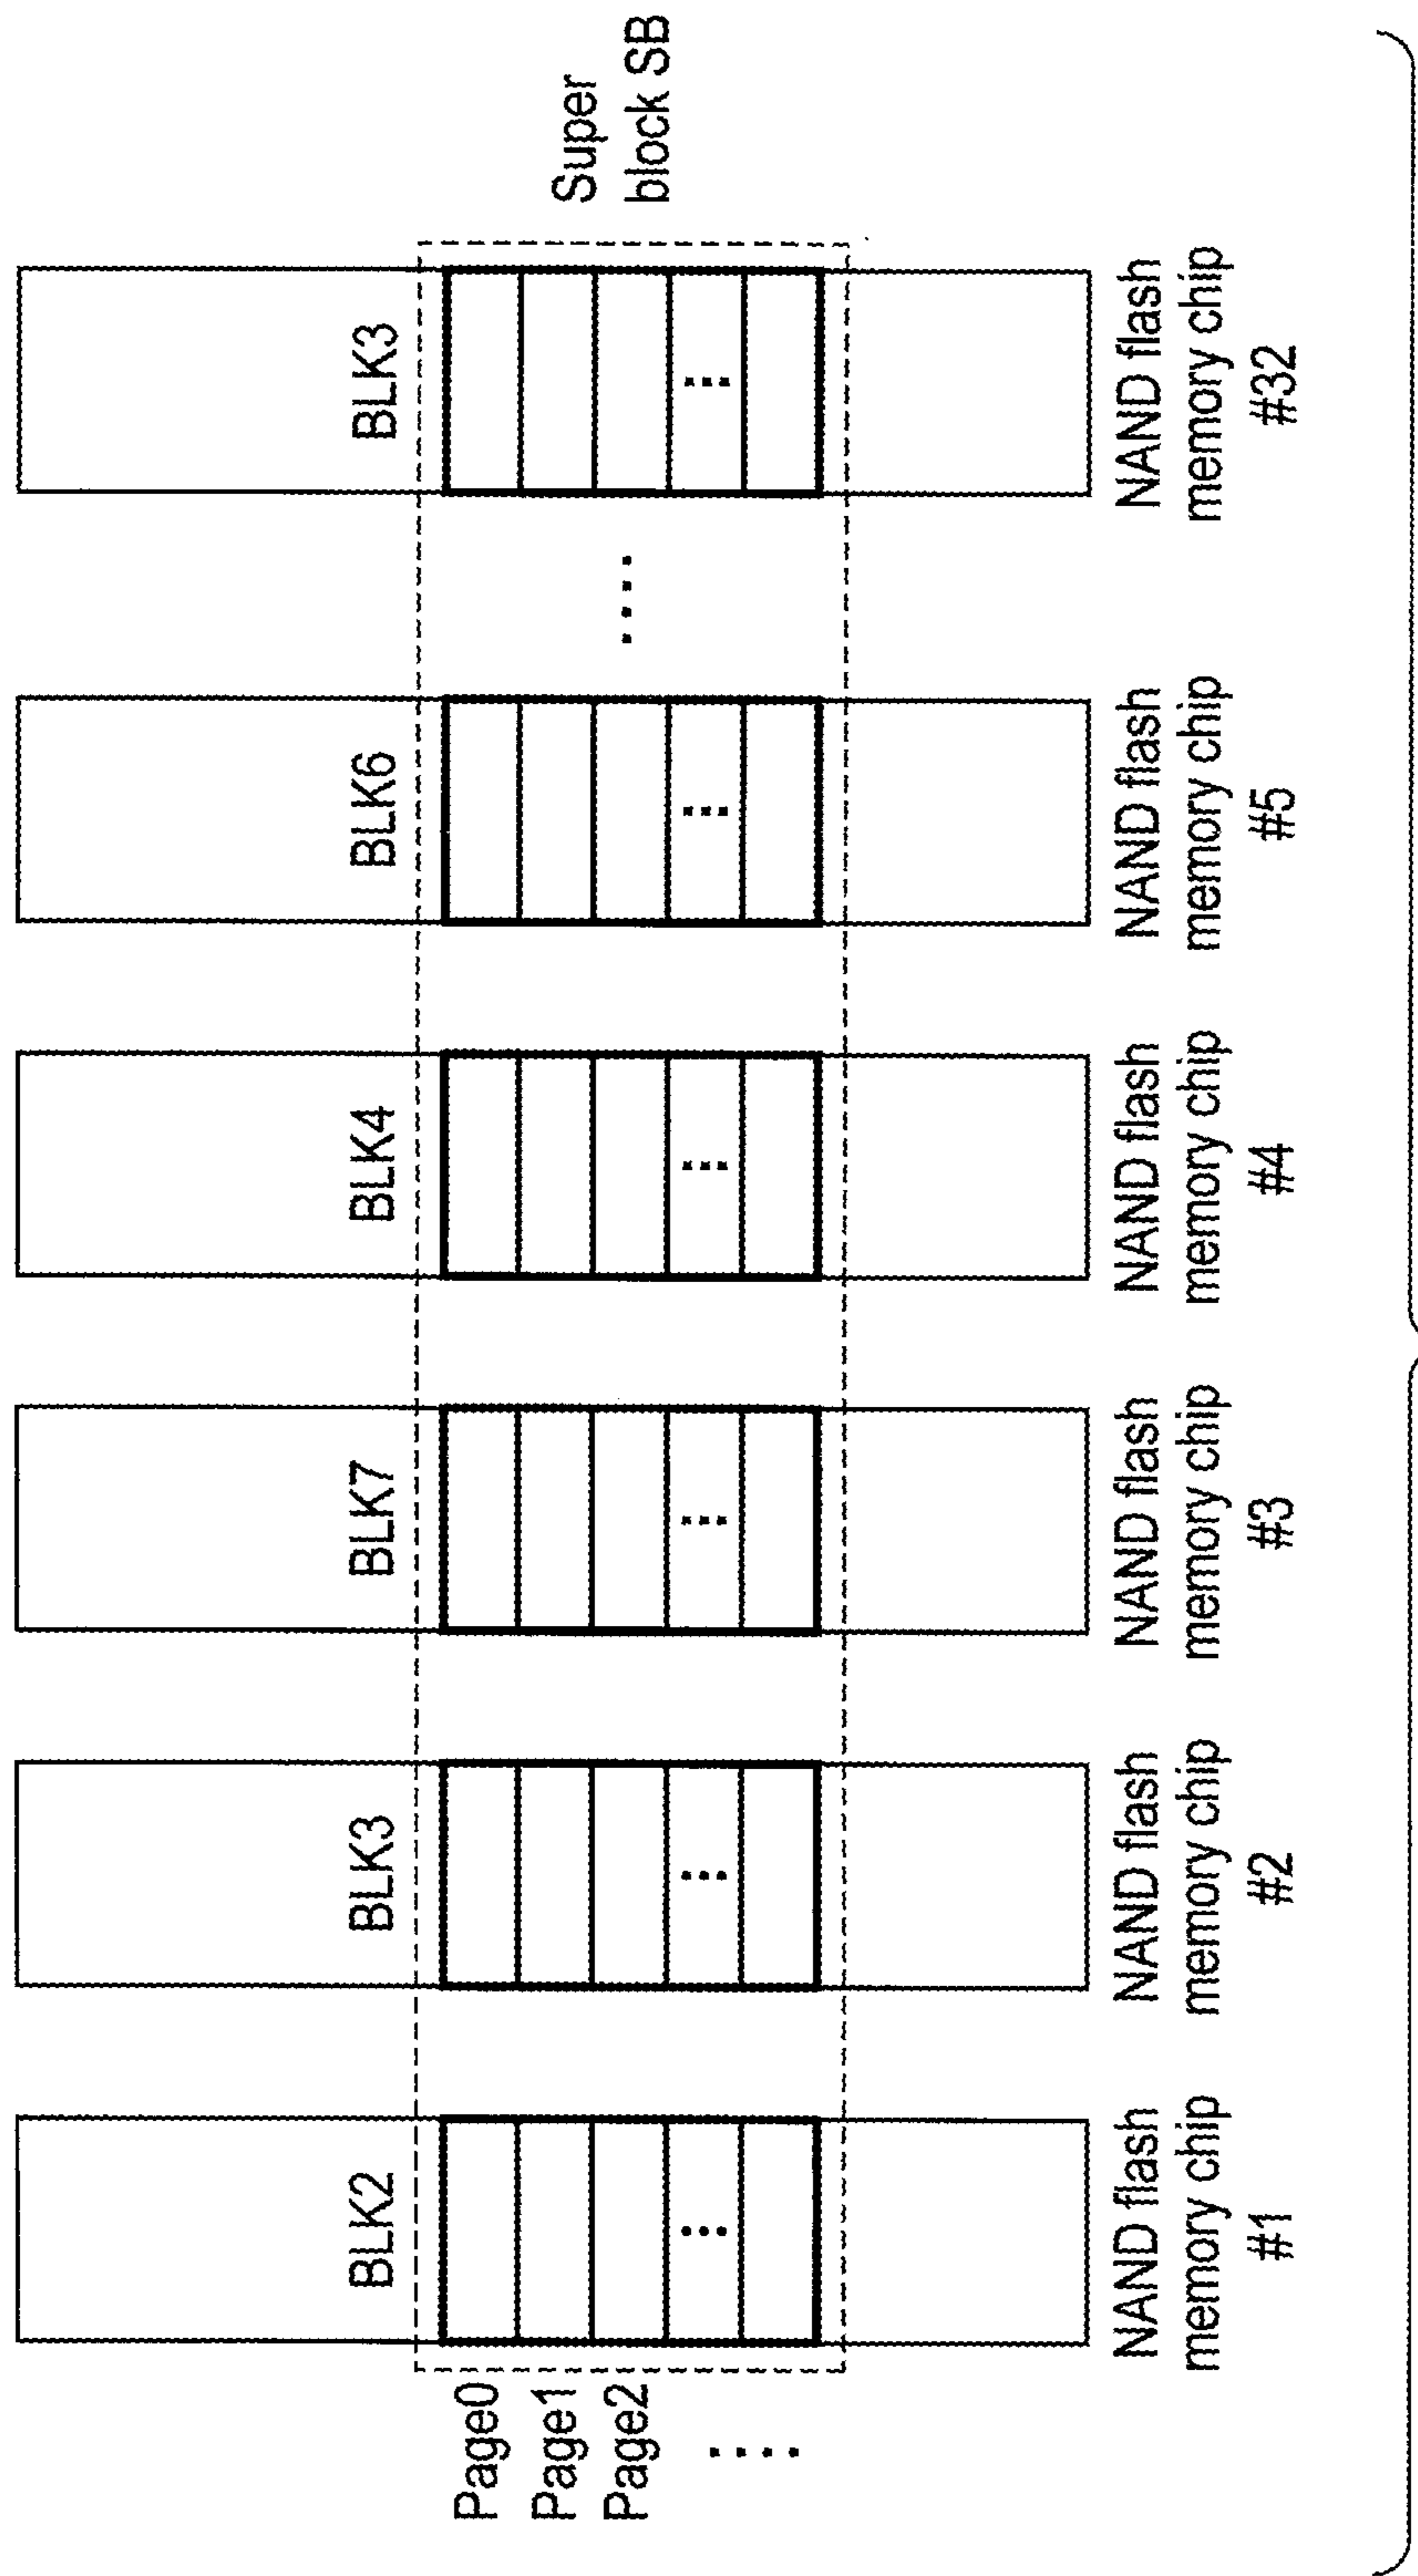 Super
block SB
BLK2
BLK3
BLK7
BLK4
BLK6
BLK3
Page0
Page1
Page2
NAND flash
memory chip
#1
NAND flash
memory chip
#2
NAND flash
memory chip
#3
NAND flash
memory chip
#4
NAND flash
memory chip
#5
NAND flash
memory chip
#32